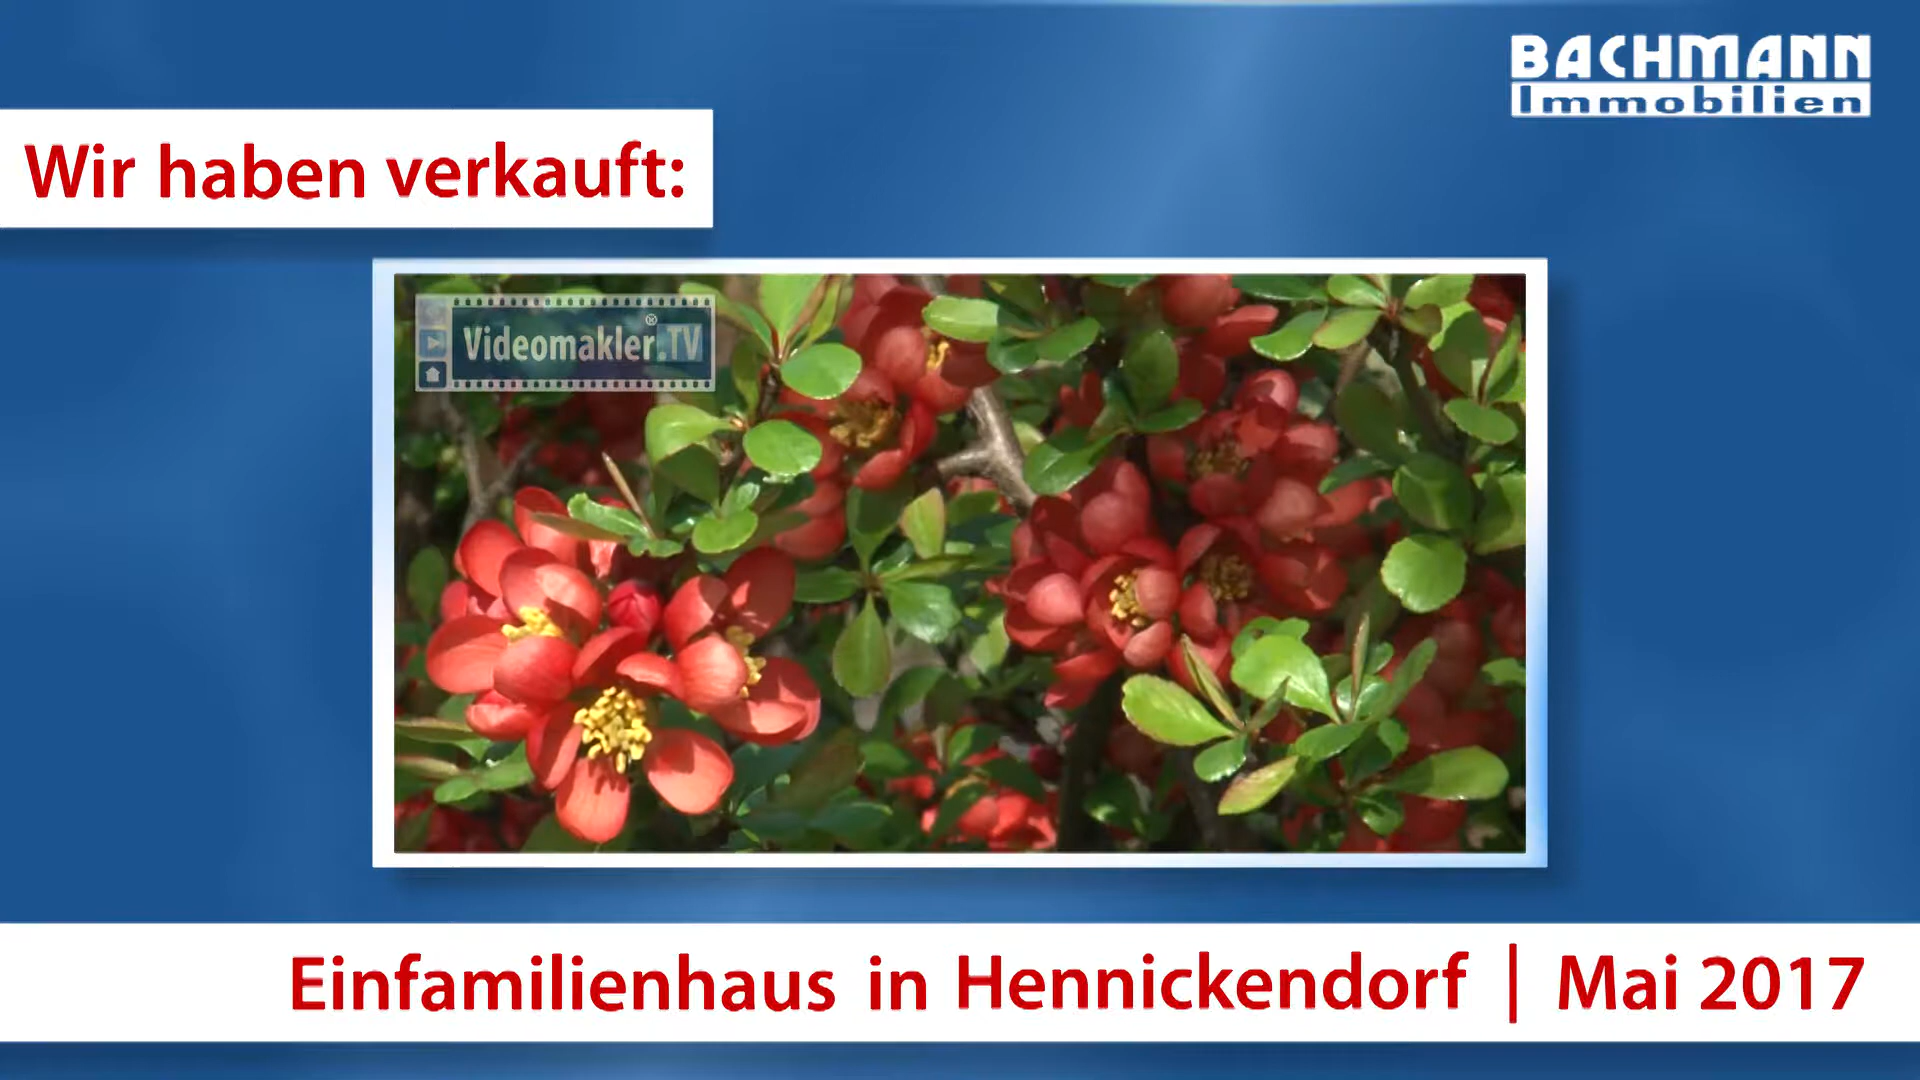 BACHMANN
Immobilien
Wir haben verkauft:
Videomakler.TV®
Einfamilienhaus in Hennickendorf | Mai 2017